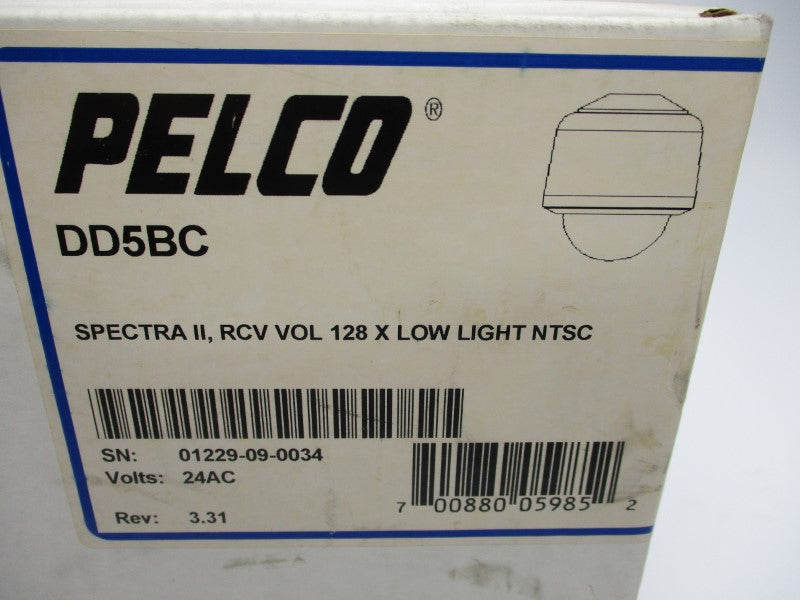 PELCO®
DD5BC
SPECTRA II, RCV VOL 128 X LOW LIGHT NTSC
SN: 01229-09-0034
Volts: 24AC
Rev: 3.31
7 00880 05985 2